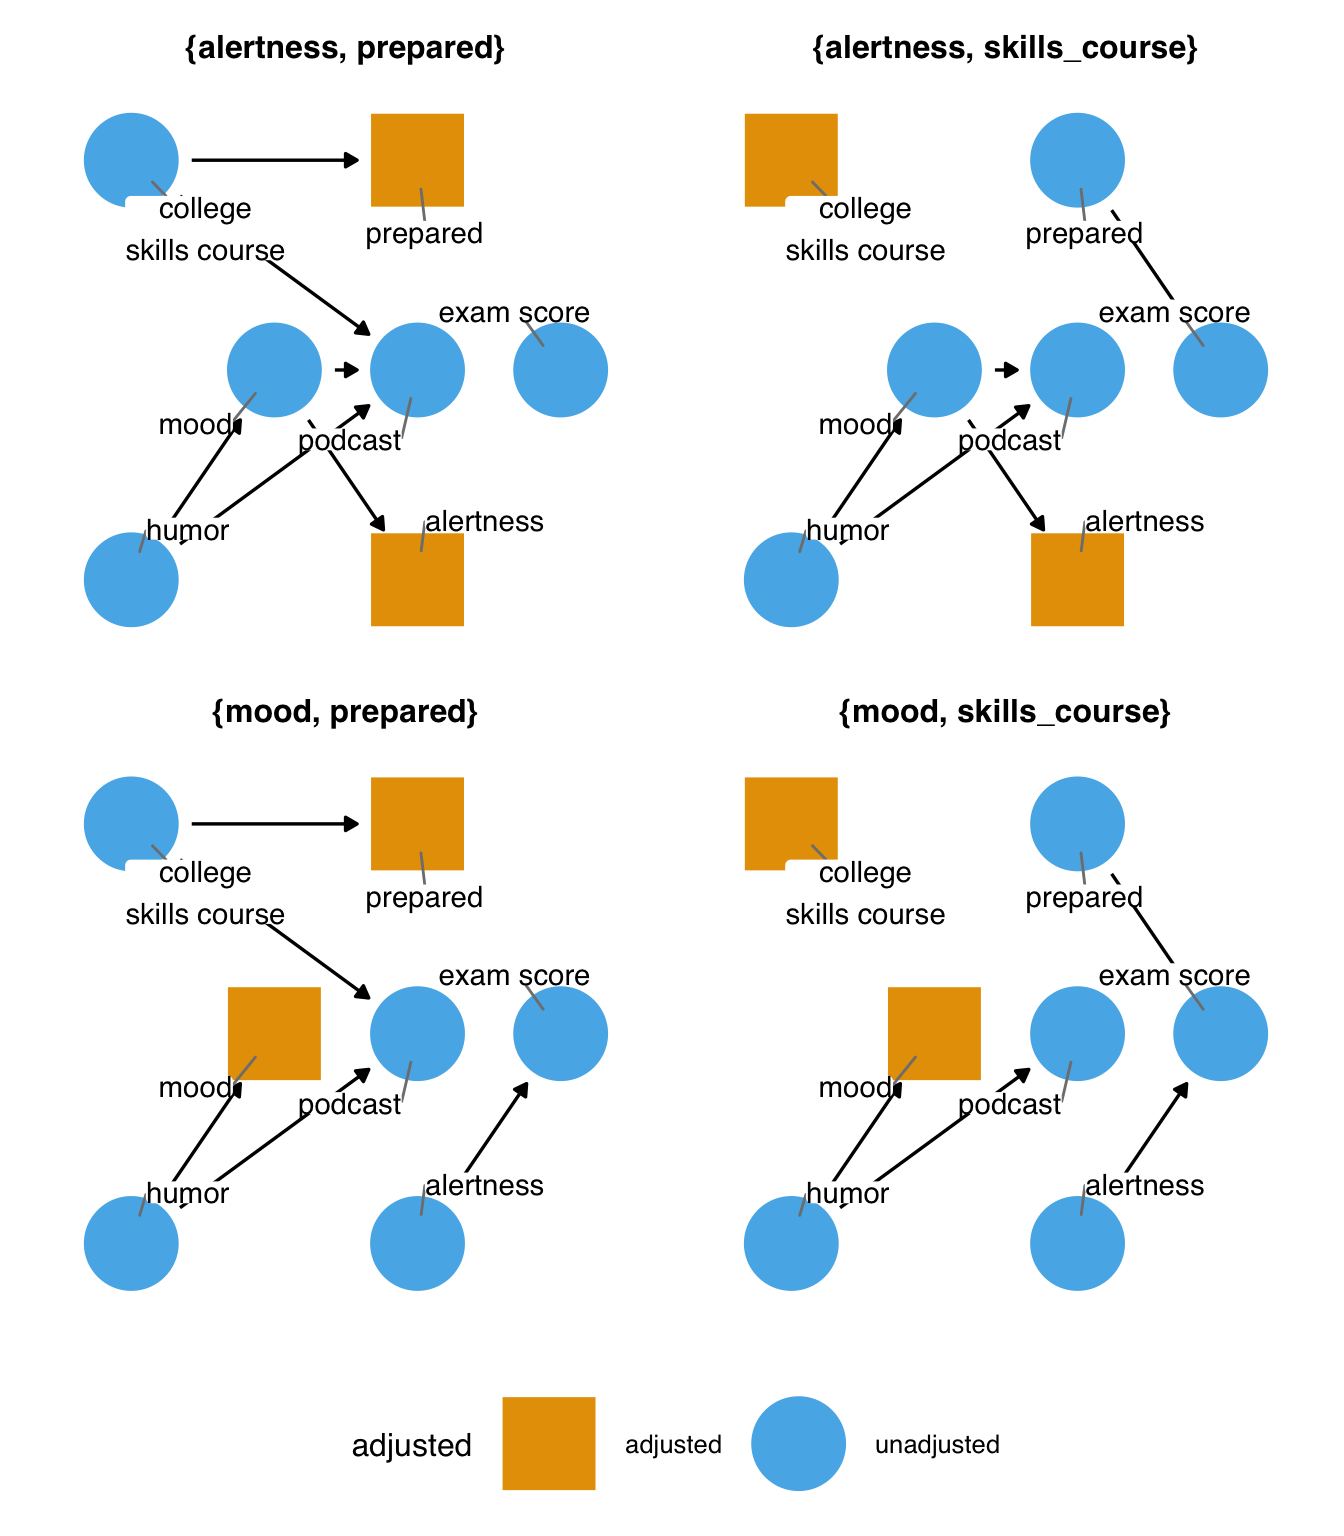 {alertness, prepared}
college
skills course
prepared
exam score
mood
podcast
humor
alertness
{alertness, skills_course}
college
skills course
prepared
exam score
mood
podcast
humor
alertness
{mood, prepared}
college
skills course
prepared
exam score
mood
podcast
humor
alertness
{mood, skills_course}
college
skills course
prepared
exam score
mood
podcast
humor
alertness
adjusted adjusted unadjusted